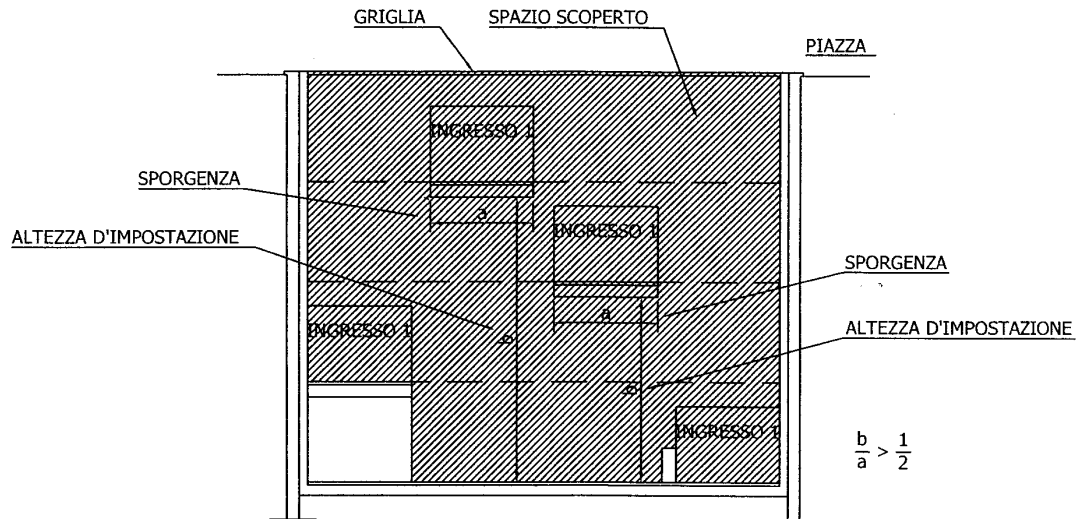 GRIGLIA
SPAZIO SCOPERTO
PIAZZA
INGRESSO 1
SPORGENZA
a
ALTEZZA D'IMPOSTAZIONE
INGRESSO 1
SPORGENZA
a
INGRESSO 1
b
ALTEZZA D'IMPOSTAZIONE
b
INGRESSO 1
b/a > 1/2